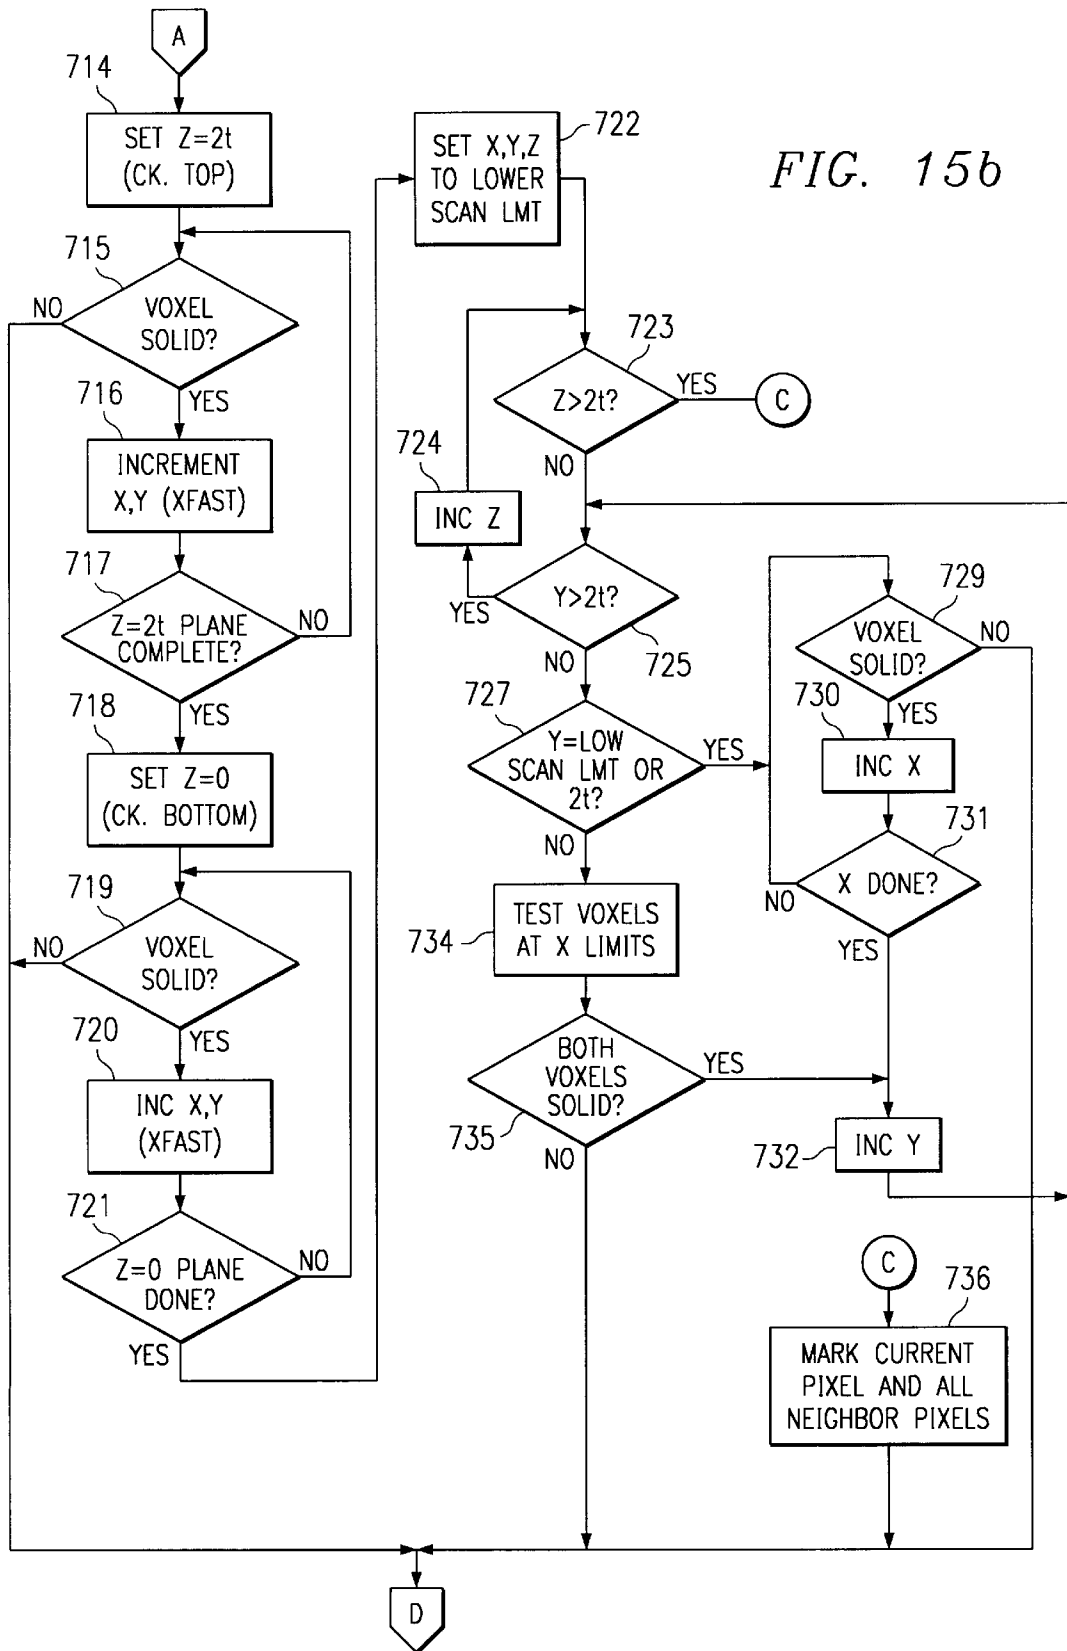 A
714
SET Z=2t
(CK. TOP)
715
NO
VOXEL
SOLID?
YES
716
INCREMENT
X,Y (XFAST)
717
Z=2t PLANE
COMPLETE?
NO
YES
718
SET Z=0
(CK. BOTTOM)
719
NO
VOXEL
SOLID?
YES
720
INC X,Y
(XFAST)
721
Z=0 PLANE
DONE?
NO
YES
722
SET X,Y,Z
TO LOWER
SCAN LMT
FIG. 15b
723
Z>2t?
YES
C
NO
724
INC Z
Y>2t?
YES
725
NO
727
Y=LOW
SCAN LMT OR
2t?
YES
NO
729
VOXEL
SOLID?
NO
YES
730
INC X
731
X DONE?
NO
YES
734
TEST VOXELS
AT X LIMITS
BOTH
VOXELS
SOLID?
YES
735
NO
732
INC Y
C
736
MARK CURRENT
PIXEL AND ALL
NEIGHBOR PIXELS
D